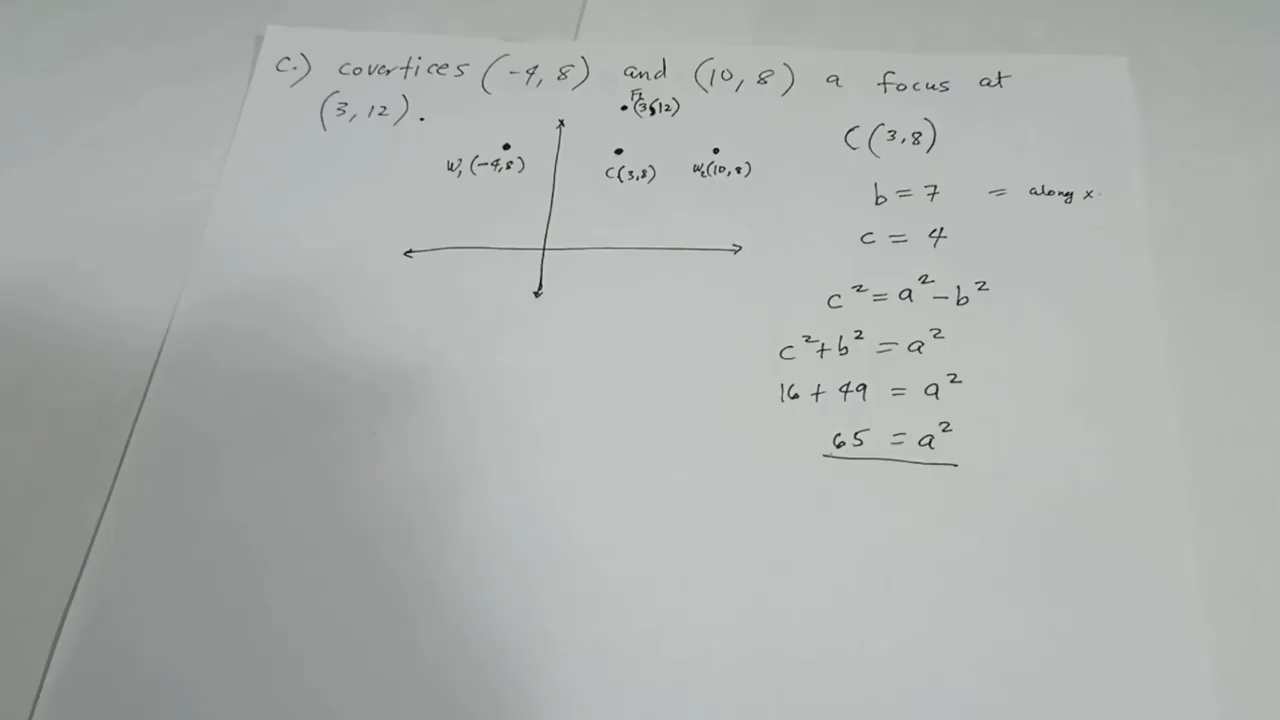 c.) covertices (-4, 8) and (10, 8) a focus at
(3, 12).
F₁
(3, 12)
W₁ (-4, 8)
C(3, 8)
W₂(10, 8)
C(3, 8)
b = 7 = along x.
c = 4
c² = a² - b²
c² + b² = a²
16 + 49 = a²
65 = a²